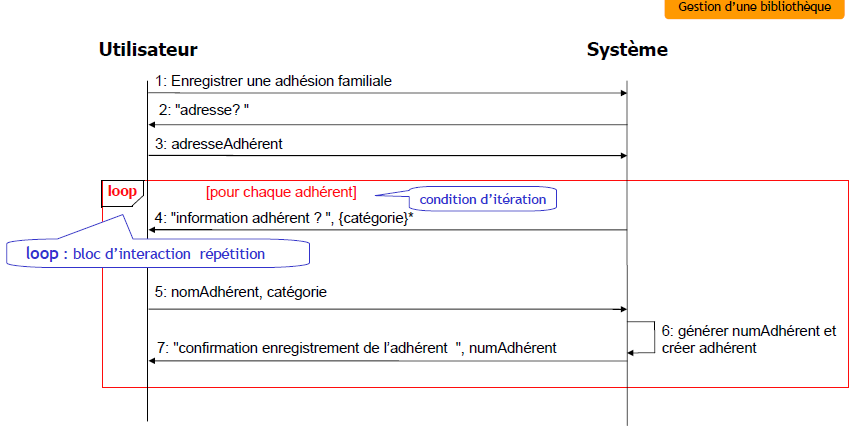 Gestion d'une bibliothèque
Utilisateur
Système
1: Enregistrer une adhésion familiale
2: "adresse? "
3: adresseAdhérent
loop
[pour chaque adhérent]
condition d'itération
4: "information adhérent ? ", {catégorie}*
loop : bloc d'interaction répétition
5: nomAdhérent, catégorie
6: générer numAdhérent et
créer adhérent
7: "confirmation enregistrement de l'adhérent ", numAdhérent